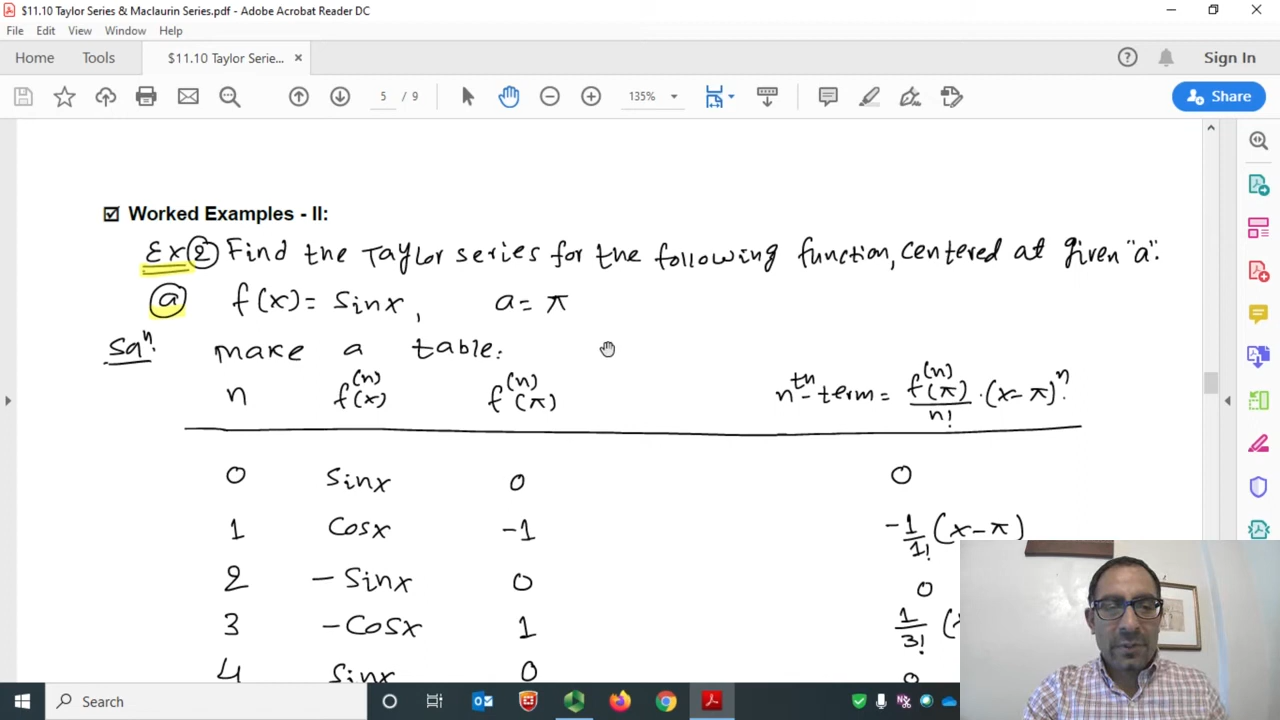 $11.10 Taylor Series & Maclaurin Series.pdf - Adobe Acrobat Reader DC
File Edit View Window Help
Home Tools $11.10 Taylor Serie... × Sign In
5 / 9 135% Share
Worked Examples - II:
Ex② Find the Taylor series for the following function, centered at given "a".
ⓐ f(x) = sinx, a = π
Solⁿ: make a table.
n f⁽ⁿ⁾(x) f⁽ⁿ⁾(π) nth-term = f⁽ⁿ⁾(π)/n! · (x-π)ⁿ.
0 sinx 0 0
1 Cosx -1 -1/1! (x-π)
2 - Sinx 0 0
3 - Cosx 1 1/3! (
4 sinx 0 0
Search